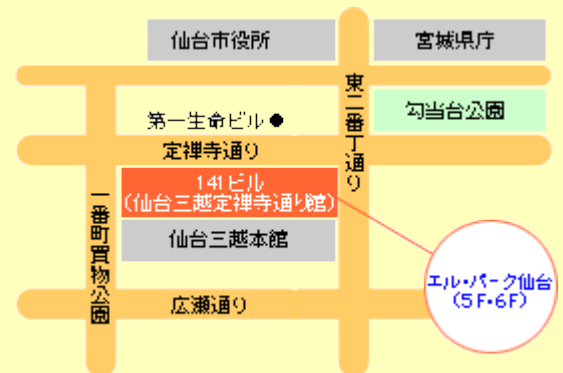 仙台市役所
宮城県庁
東二番丁通り
勾当台公園
第一生命ビル●
定禅寺通り
141ビル
(仙台三越定禅寺通り館)
一番町買物公園
仙台三越本館
エル・パーク仙台
(5F・6F)
広瀬通り